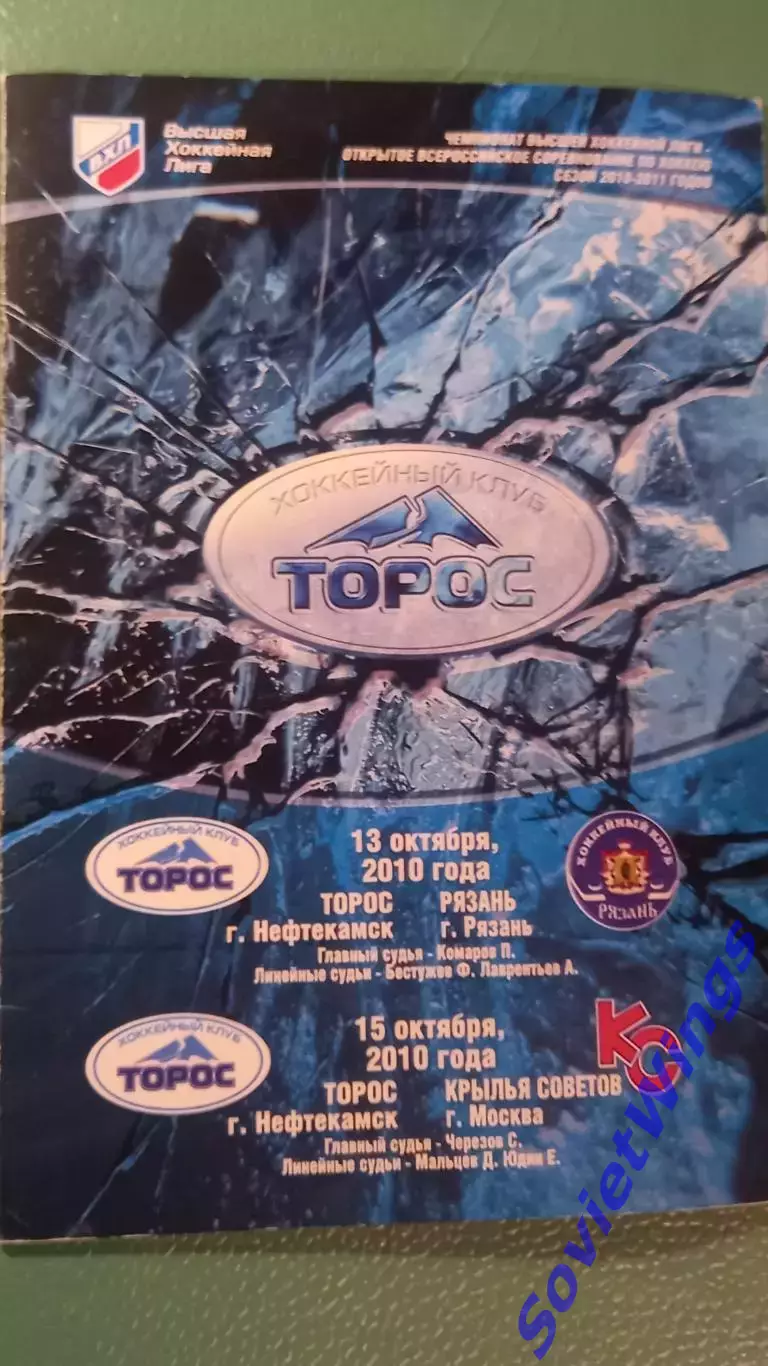 ВХЛ
Высшая
Хоккейная
Лига
ЧЕМПИОНАТ ВЫСШЕЙ ХОККЕЙНОЙ ЛИГИ -
ОТКРЫТОЕ ВСЕРОССИЙСКОЕ СОРЕВНОВАНИЕ ПО ХОККЕЮ
СЕЗОН 2010-2011 ГОДОВ
ХОККЕЙНЫЙ КЛУБ
ТОРОС
ХОККЕЙНЫЙ КЛУБ
ТОРОС
13 октября,
2010 года
ТОРОС РЯЗАНЬ
г. Нефтекамск г. Рязань
Главный судья - Комаров П.
Линейные судьи - Бестужев Ф. Лаврентьев А.
ХОККЕЙНЫЙ КЛУБ
РЯЗАНЬ
ХОККЕЙНЫЙ КЛУБ
ТОРОС
15 октября,
2010 года
ТОРОС КРЫЛЬЯ СОВЕТОВ
г. Нефтекамск г. Москва
Главный судья - Черезов С.
Линейные судьи - Мальцев Д. Юдин Е.
КС
SovietWings